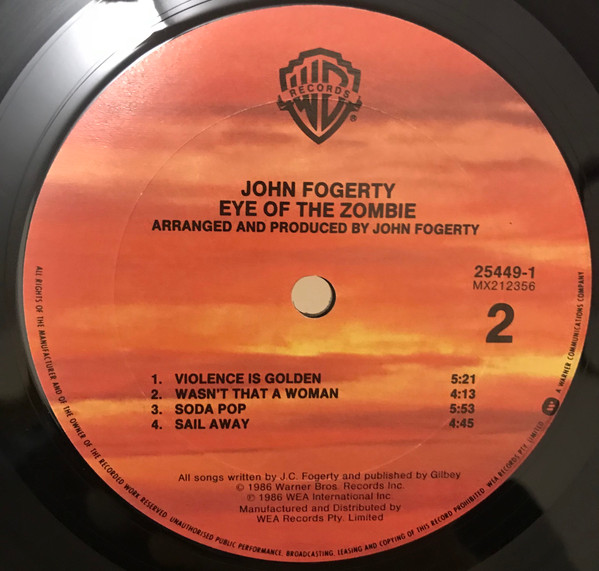 WB
RECORDS
®
JOHN FOGERTY
EYE OF THE ZOMBIE
ARRANGED AND PRODUCED BY JOHN FOGERTY
25449-1
MX212356
2
1. VIOLENCE IS GOLDEN 5:21
2. WASN'T THAT A WOMAN 4:13
3. SODA POP 5:53
4. SAIL AWAY 4:45
All songs written by J.C. Fogerty and published by Gilbey
© 1986 Warner Bros. Records Inc.
℗ 1986 WEA International Inc.
Manufactured and Distributed by
WEA Records Pty. Limited
ALL RIGHTS OF THE MANUFACTURER AND OF THE OWNER OF THE RECORDED WORK RESERVED. UNAUTHORISED PUBLIC PERFORMANCE, BROADCASTING, LEASING AND COPYING OF THIS RECORD PROHIBITED. WEA RECORDS PTY. LIMITED. A WARNER COMMUNICATIONS COMPANY